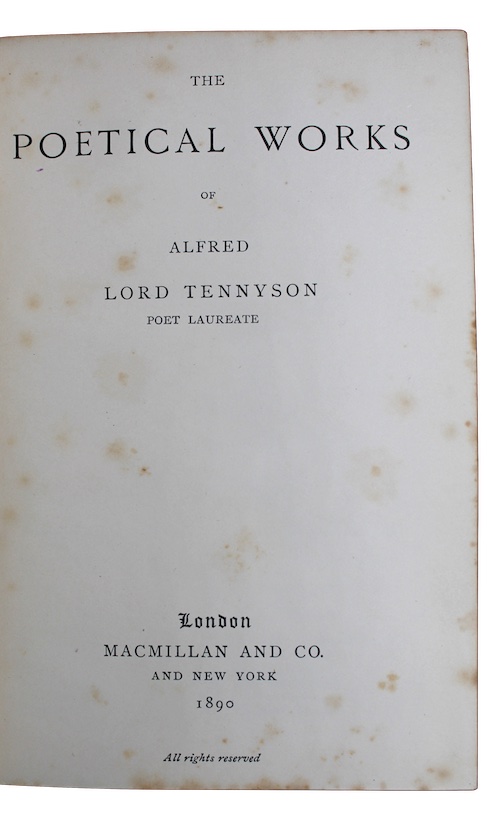 THE
POETICAL WORKS
OF
ALFRED
LORD TENNYSON
POET LAUREATE
London
MACMILLAN AND CO.
AND NEW YORK
1890
All rights reserved